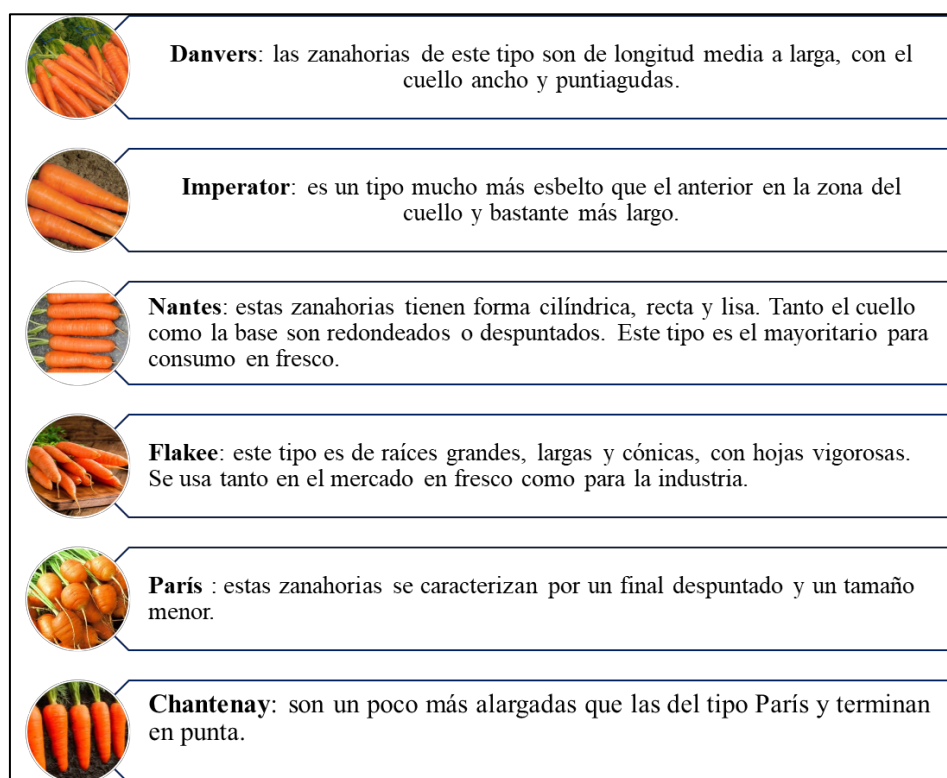 Danvers: las zanahorias de este tipo son de longitud media a larga, con el
cuello ancho y puntiagudas.
Imperator: es un tipo mucho más esbelto que el anterior en la zona del
cuello y bastante más largo.
Nantes: estas zanahorias tienen forma cilíndrica, recta y lisa. Tanto el cuello
como la base son redondeados o despuntados. Este tipo es el mayoritario para
consumo en fresco.
Flakee: este tipo es de raíces grandes, largas y cónicas, con hojas vigorosas.
Se usa tanto en el mercado en fresco como para la industria.
París : estas zanahorias se caracterizan por un final despuntado y un tamaño
menor.
Chantenay: son un poco más alargadas que las del tipo París y terminan
en punta.